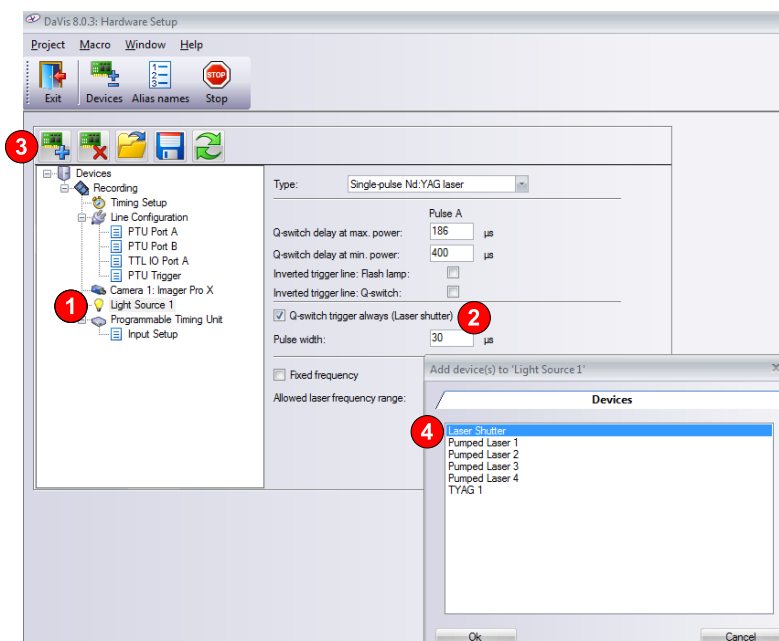 DaVis 8.0.3: Hardware Setup
Project Macro Window Help
STOP
Exit Devices Alias names Stop
3
Devices
Recording
Timing Setup
Line Configuration
PTU Port A
PTU Port B
TTL IO Port A
PTU Trigger
Camera 1: Imager Pro X
1
Light Source 1
Programmable Timing Unit
Input Setup
Type: Single-pulse Nd:YAG laser
Pulse A
Q-switch delay at max. power: 186 µs
Q-switch delay at min. power: 400 µs
Inverted trigger line: Flash lamp:
Inverted trigger line: Q-switch:
Q-switch trigger always (Laser shutter) 2
Pulse width: 30 µs
Fixed frequency
Allowed laser frequency range:
Add device(s) to 'Light Source 1'
Devices
4
Laser Shutter
Pumped Laser 1
Pumped Laser 2
Pumped Laser 3
Pumped Laser 4
TYAG 1
Ok Cancel